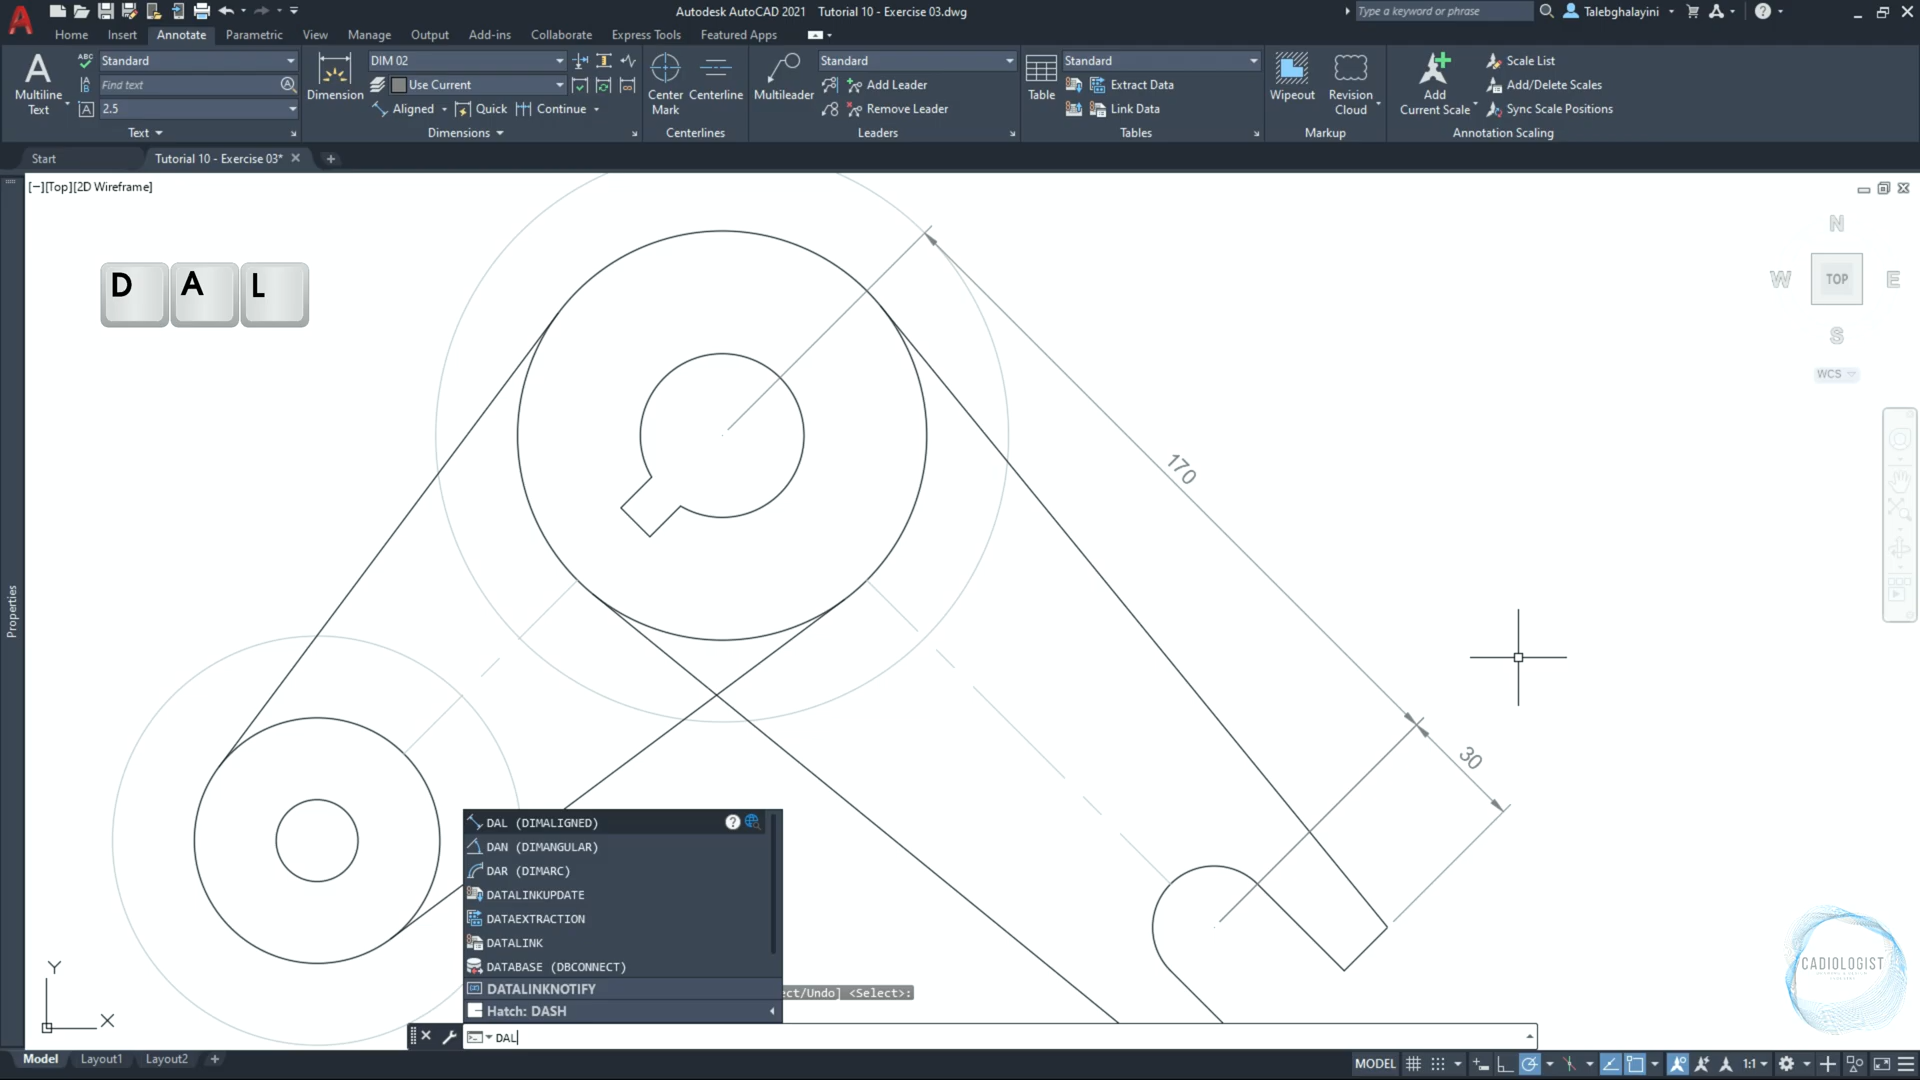 Autodesk AutoCAD 2021 Tutorial 10 - Exercise 03.dwg
Type a keyword or phrase
Talebghalayini
Home Insert Annotate Parametric View Manage Output Add-ins Collaborate Express Tools Featured Apps
Multiline Text
ABC Standard
Find text
2.5
Text
Dimension
DIM 02
Use Current
Aligned Quick Continue
Dimensions
Center Mark
Centerline
Centerlines
Multileader
Standard
Add Leader
Remove Leader
Leaders
Table
Standard
Extract Data
Link Data
Tables
Wipeout
Revision Cloud
Markup
Add Current Scale
Scale List
Add/Delete Scales
Sync Scale Positions
Annotation Scaling
Start Tutorial 10 - Exercise 03*
[−][Top][2D Wireframe]
D A L
N
W TOP E
S
WCS
170
30
Properties
DAL (DIMALIGNED)
DAN (DIMANGULAR)
DAR (DIMARC)
DATALINKUPDATE
DATAEXTRACTION
DATALINK
DATABASE (DBCONNECT)
DATALINKNOTIFY
Hatch: DASH
ect/Undo] <Select>:
DAL
Y
X
CADIOLOGIST
Model Layout1 Layout2
MODEL 1:1